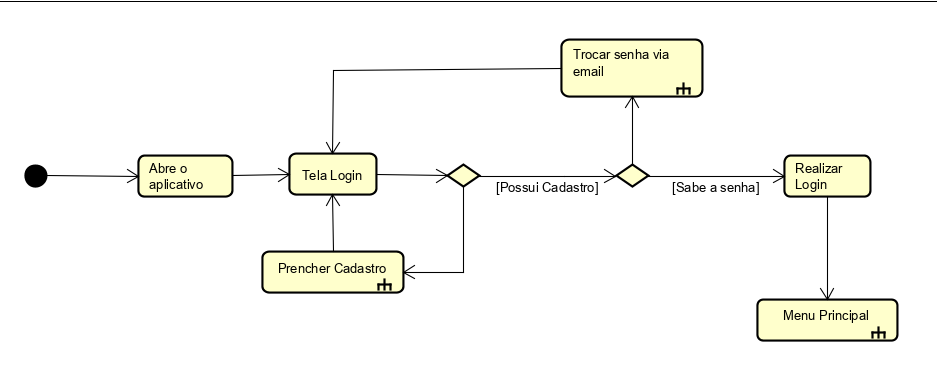 Trocar senha via
email
Abre o
aplicativo
Tela Login
[Possui Cadastro]
[Sabe a senha]
Realizar
Login
Prencher Cadastro
Menu Principal